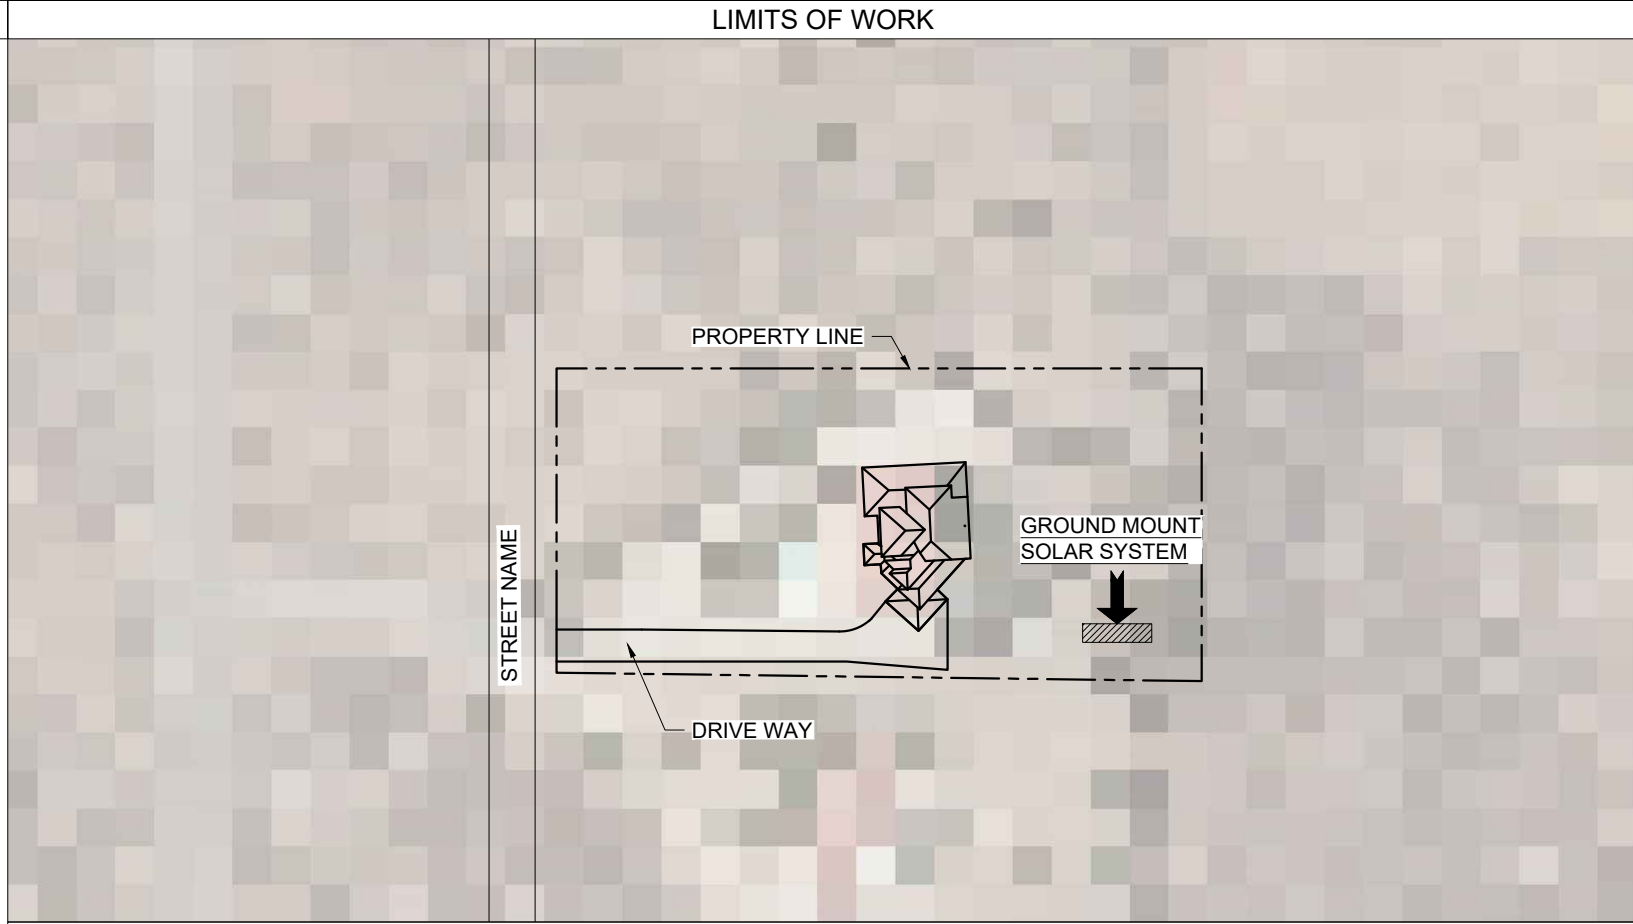 LIMITS OF WORK
PROPERTY LINE
GROUND MOUNT
SOLAR SYSTEM
STREET NAME
DRIVE WAY